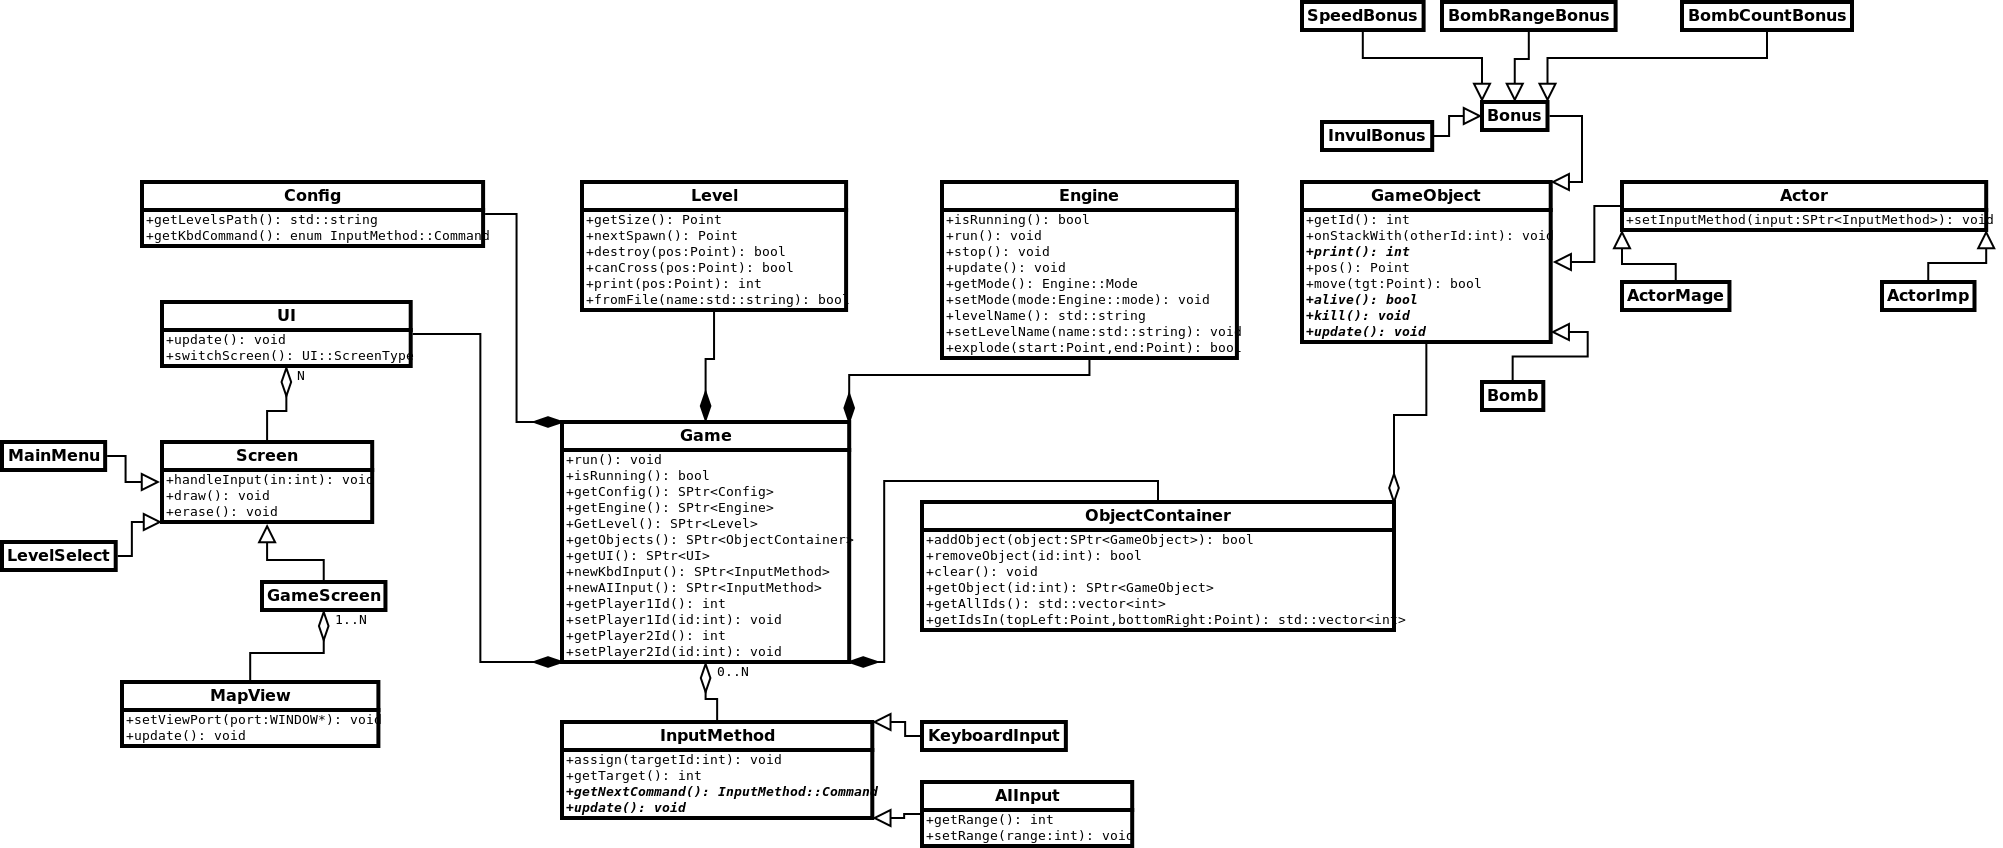 SpeedBonus
BombRangeBonus
BombCountBonus
Bonus
InvulBonus
Config
+getLevelsPath(): std::string
+getKbdCommand(): enum InputMethod::Command
Level
+getSize(): Point
+nextSpawn(): Point
+destroy(pos:Point): bool
+canCross(pos:Point): bool
+print(pos:Point): int
+fromFile(name:std::string): bool
Engine
+isRunning(): bool
+run(): void
+stop(): void
+update(): void
+getMode(): Engine::Mode
+setMode(mode:Engine::mode): void
+levelName(): std::string
+setLevelName(name:std::string): void
+explode(start:Point,end:Point): bool
GameObject
+getId(): int
+onStackWith(otherId:int): void
+print(): int
+pos(): Point
+move(tgt:Point): bool
+alive(): bool
+kill(): void
+update(): void
Actor
+setInputMethod(input:SPtr<InputMethod>): void
ActorMage
ActorImp
Bomb
UI
+update(): void
+switchScreen(): UI::ScreenType
N
MainMenu
Screen
+handleInput(in:int): void
+draw(): void
+erase(): void
LevelSelect
GameScreen
1..N
MapView
+setViewPort(port:WINDOW*): void
+update(): void
Game
+run(): void
+isRunning(): bool
+getConfig(): SPtr<Config>
+getEngine(): SPtr<Engine>
+GetLevel(): SPtr<Level>
+getObjects(): SPtr<ObjectContainer>
+getUI(): SPtr<UI>
+newKbdInput(): SPtr<InputMethod>
+newAIInput(): SPtr<InputMethod>
+getPlayer1Id(): int
+setPlayer1Id(id:int): void
+getPlayer2Id(): int
+setPlayer2Id(id:int): void
0..N
ObjectContainer
+addObject(object:SPtr<GameObject>): bool
+removeObject(id:int): bool
+clear(): void
+getObject(id:int): SPtr<GameObject>
+getAllIds(): std::vector<int>
+getIdsIn(topLeft:Point,bottomRight:Point): std::vector<int>
InputMethod
+assign(targetId:int): void
+getTarget(): int
+getNextCommand(): InputMethod::Command
+update(): void
KeyboardInput
AIInput
+getRange(): int
+setRange(range:int): void